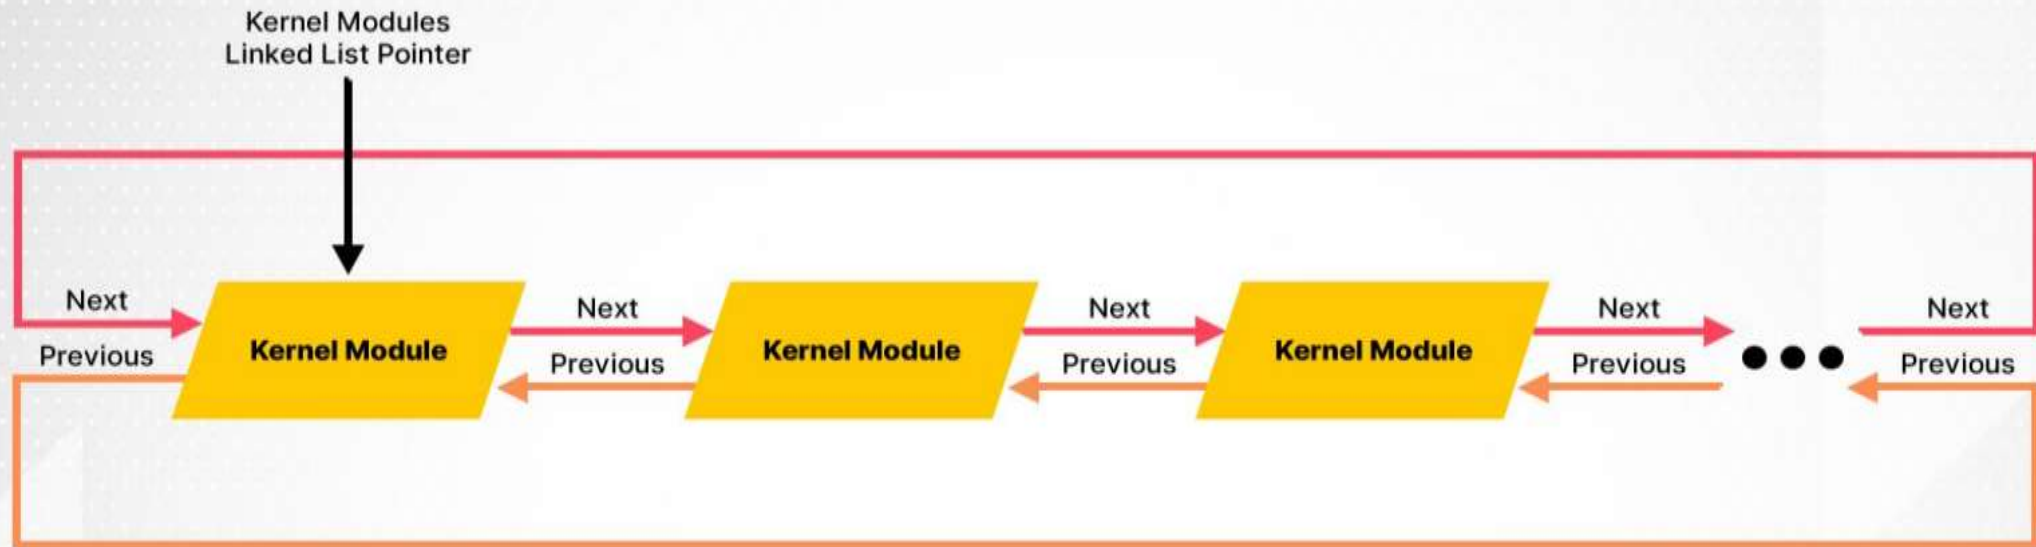 Kernel Modules
Linked List Pointer
Next
Previous
Kernel Module
Next
Previous
Kernel Module
Next
Previous
Kernel Module
Next
Previous
Next
Previous